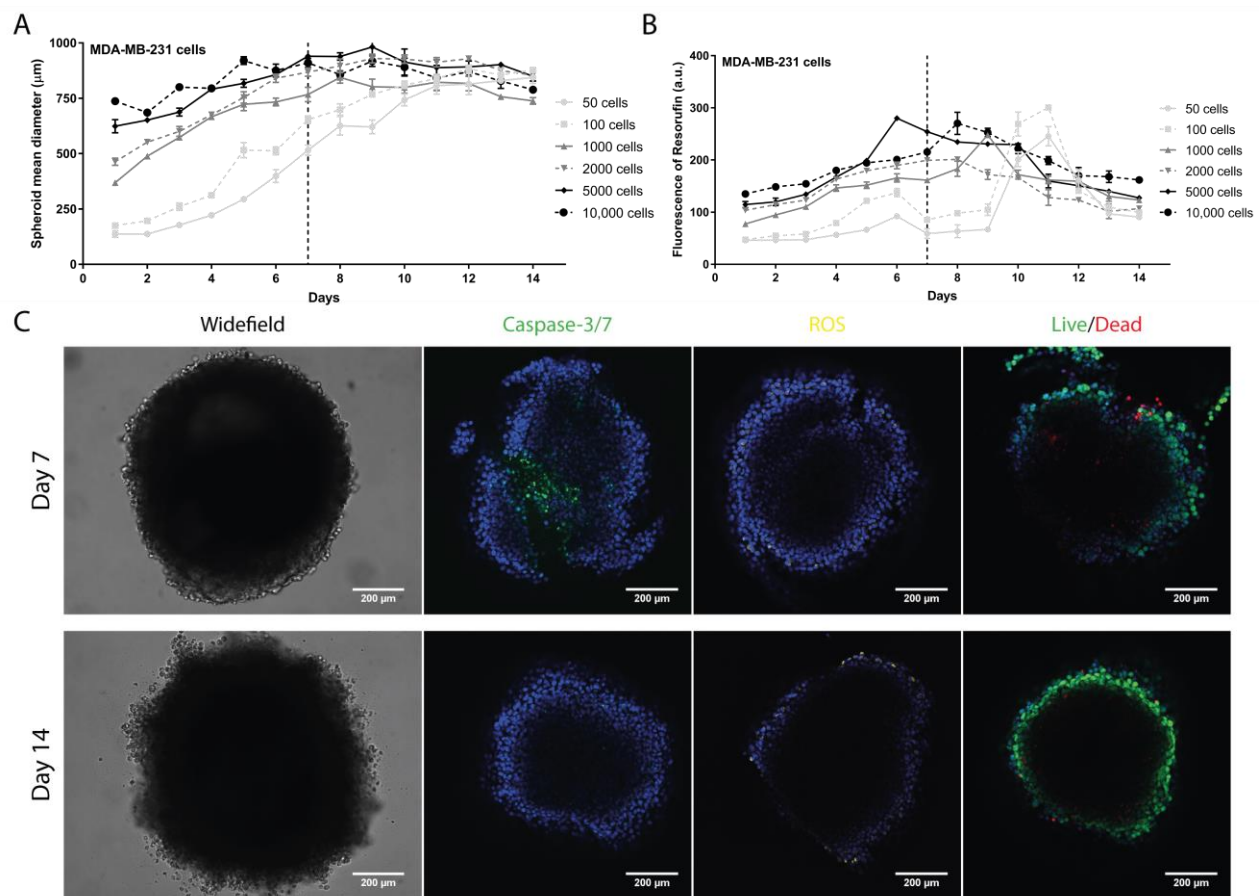 A
MDA-MB-231 cells
Spheroid mean diameter (μm)
1000
750
500
250
0
0 2 4 6 8 10 12 14
Days
50 cells
100 cells
1000 cells
2000 cells
5000 cells
10,000 cells
B
MDA-MB-231 cells
Fluorescence of Resorufin (a.u.)
400
300
200
100
0
0 2 4 6 8 10 12 14
Days
50 cells
100 cells
1000 cells
2000 cells
5000 cells
10,000 cells
C
Widefield Caspase-3/7 ROS Live/Dead
Day 7
200 μm 200 μm 200 μm 200 μm
Day 14
200 μm 200 μm 200 μm 200 μm